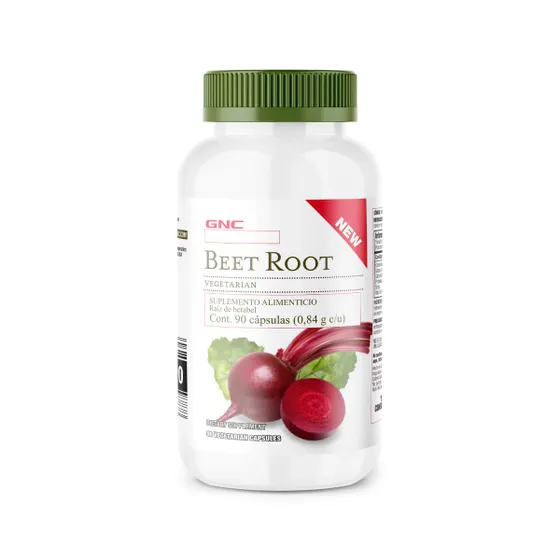 GNC
NEW
BEET ROOT
VEGETARIAN
SUPLEMENTO ALIMENTICIO
Raíz de betabel
Cont. 90 cápsulas (0,84 g c/u)
DIETARY SUPPLEMENT
90 VEGETARIAN CAPSULES